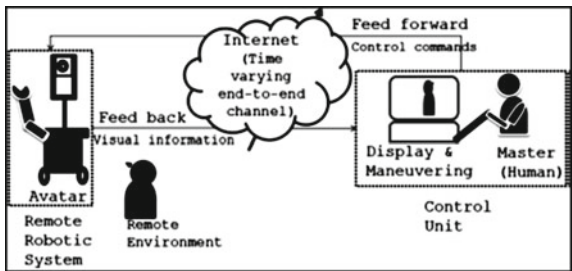 Feed forward
Control commands
Internet
(Time
varying
end-to-end
channel)
Feed back
Visual information
Avatar
Remote
Robotic
System
Remote
Environment
Display &
Maneuvering
Master
(Human)
Control
Unit